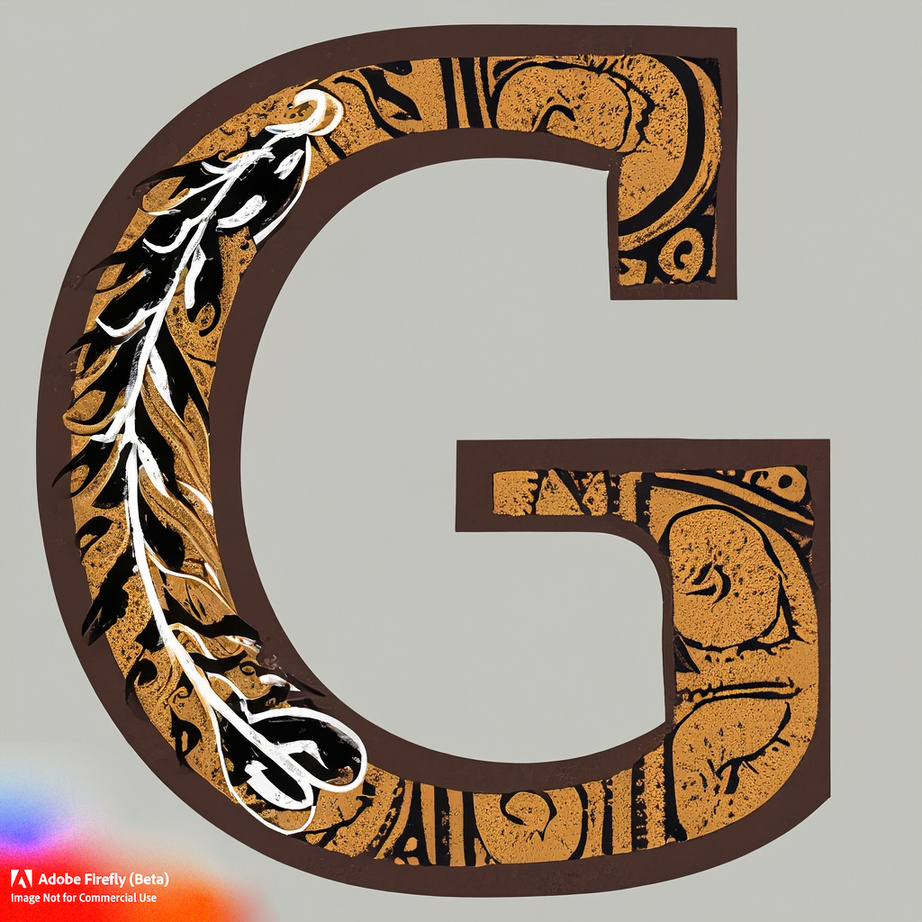 G
Adobe Firefly (Beta)
Image Not for Commercial Use